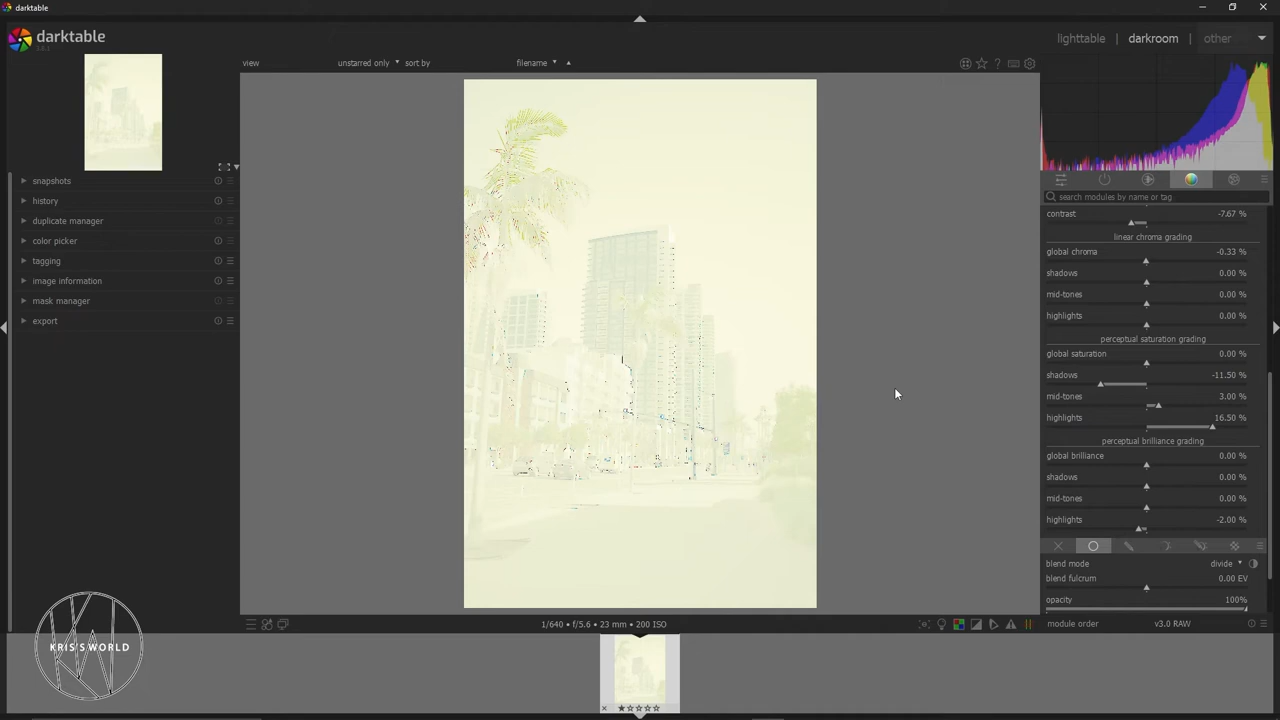 darktable
darktable
lighttable | darkroom | other
view unstarred only sort by filename
snapshots
history
duplicate manager
color picker
tagging
image information
mask manager
export
search modules by name or tag
contrast -7.67 %
linear chroma grading
global chroma -0.33 %
shadows 0.00 %
mid-tones 0.00 %
highlights 0.00 %
perceptual saturation grading
global saturation 0.00 %
shadows -11.50 %
mid-tones 3.00 %
highlights 16.50 %
perceptual brilliance grading
global brilliance 0.00 %
shadows 0.00 %
mid-tones 0.00 %
highlights -2.00 %
blend mode divide
blend fulcrum 0.00 EV
opacity 100%
1/640 • f/5.6 • 23 mm • 200 ISO
module order v3.0 RAW
KRIS'S WORLD